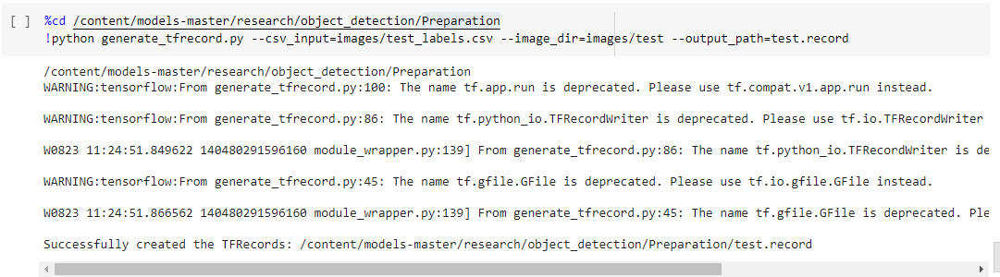 [ ] %cd /content/models-master/research/object_detection/Preparation
!python generate_tfrecord.py --csv_input=images/test_labels.csv --image_dir=images/test --output_path=test.record
/content/models-master/research/object_detection/Preparation
WARNING:tensorflow:From generate_tfrecord.py:100: The name tf.app.run is deprecated. Please use tf.compat.v1.app.run instead.
WARNING:tensorflow:From generate_tfrecord.py:86: The name tf.python_io.TFRecordWriter is deprecated. Please use tf.io.TFRecordWriter
W0823 11:24:51.849622 140480291596160 module_wrapper.py:139] From generate_tfrecord.py:86: The name tf.python_io.TFRecordWriter is de
WARNING:tensorflow:From generate_tfrecord.py:45: The name tf.gfile.GFile is deprecated. Please use tf.io.gfile.GFile instead.
W0823 11:24:51.866562 140480291596160 module_wrapper.py:139] From generate_tfrecord.py:45: The name tf.gfile.GFile is deprecated. Ple
Successfully created the TFRecords: /content/models-master/research/object_detection/Preparation/test.record